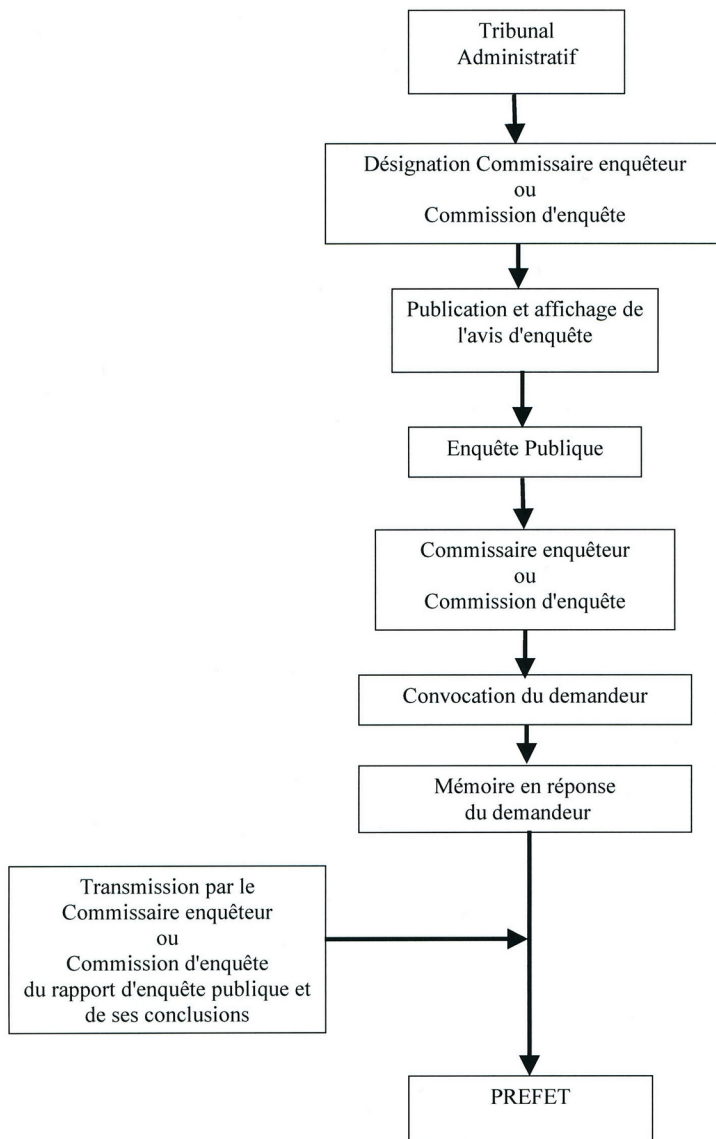 Tribunal
Administratif
Désignation Commissaire enquêteur
ou
Commission d'enquête
Publication et affichage de
l'avis d'enquête
Enquête Publique
Commissaire enquêteur
ou
Commission d'enquête
Convocation du demandeur
Mémoire en réponse
du demandeur
Transmission par le
Commissaire enquêteur
ou
Commission d'enquête
du rapport d'enquête publique et
de ses conclusions
PREFET